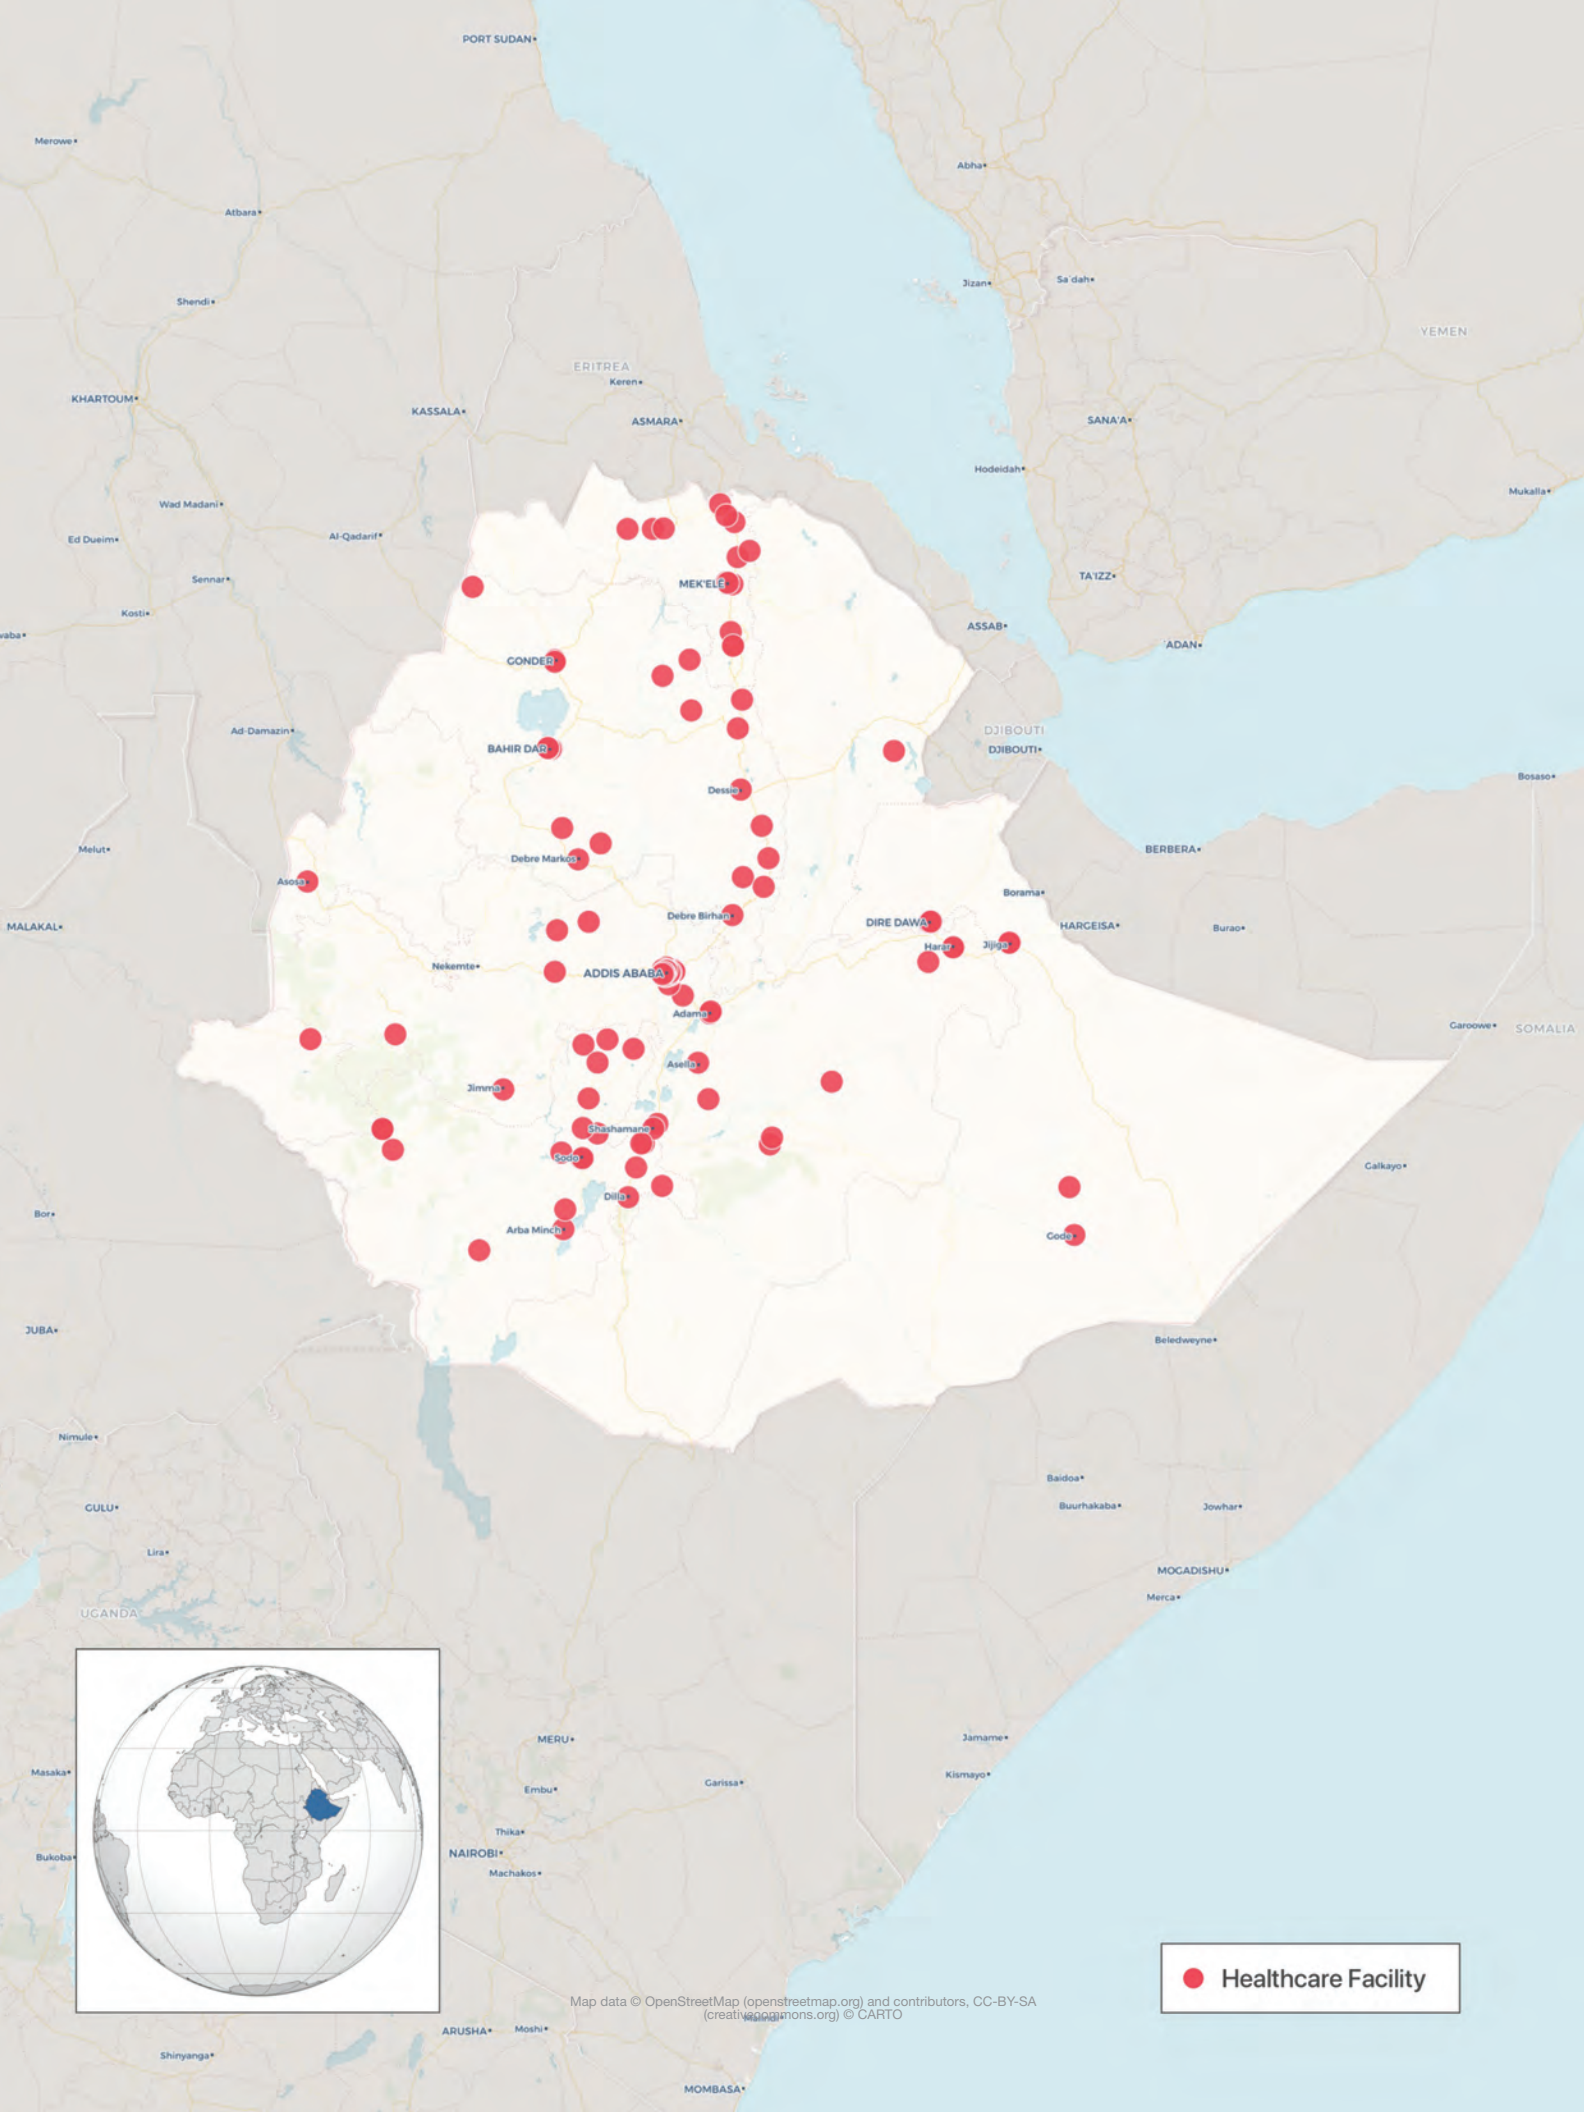 PORT SUDAN
Merowe
Abha
Atbara
Jizan
Sa'dah
Shendi
YEMEN
ERITREA
Keren
KHARTOUM
KASSALA
ASMARA
SANA'A
Hodeidah
Mukalla
Wad Madani
Al-Qadarif
Ed Dueim
TA'IZZ
Sennar
MEK'ELE
Kosti
ASSAB
waba
'ADAN
GONDER
Ad-Damazin
DJIBOUTI
BAHIR DAR
DJIBOUTI
Bosaso
Dessie
Melut
Debre Markos
BERBERA
Asosa
Borama
MALAKAL
Debre Birhan
DIRE DAWA
HARGEISA
Burao
Harar
Jijiga
Nekemte
ADDIS ABABA
Adama
Garoowe
SOMALIA
Asella
Jimma
Shashamane
Sodo
Galkayo
Dilla
Bor
Arba Minch
Gode
JUBA
Beledweyne
Nimule
Baidoa
GULU
Buurhakaba
Jowhar
Lira
MOGADISHU
Merca
UGANDA
MERU
Jamame
Masaka
Embu
Garissa
Kismayo
Thika
NAIROBI
Bukoba
Machakos
Healthcare Facility
Map data © OpenStreetMap (openstreetmap.org) and contributors, CC-BY-SA
(creativecommons.org) © CARTO
Malindi
ARUSHA
Moshi
Shinyanga
MOMBASA